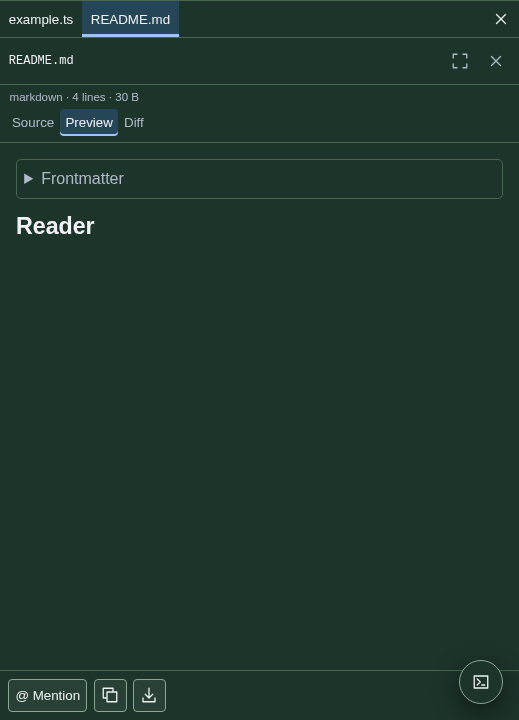 example.ts README.md
README.md
markdown · 4 lines · 30 B
Source Preview Diff
Frontmatter
Reader
@ Mention